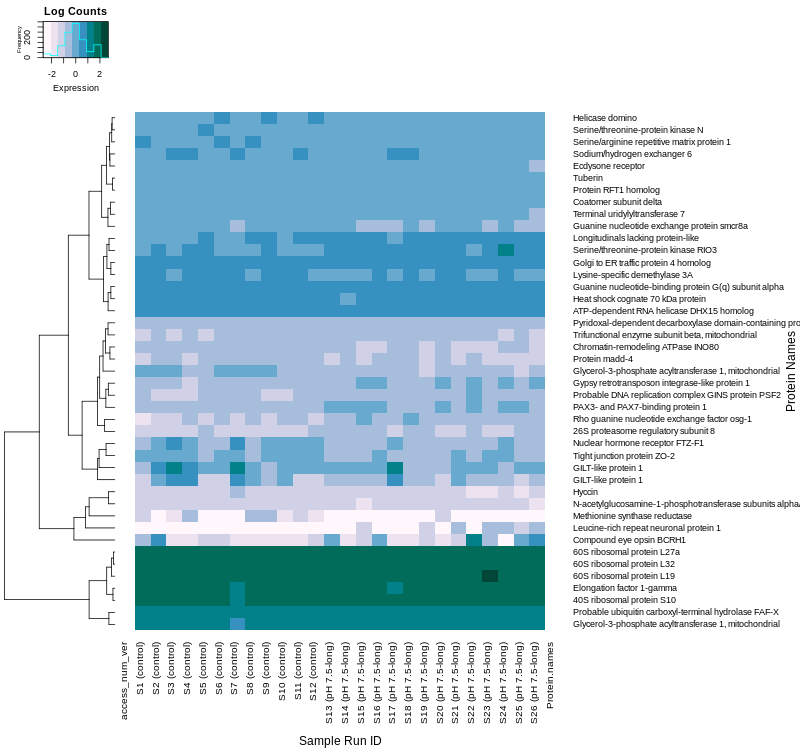 Log Counts
Frequency
0 200
-2 0 2
Expression
Helicase domino
Serine/threonine-protein kinase N
Serine/arginine repetitive matrix protein 1
Sodium/hydrogen exchanger 6
Ecdysone receptor
Tuberin
Protein RFT1 homolog
Coatomer subunit delta
Terminal uridylyltransferase 7
Guanine nucleotide exchange protein smcr8a
Longitudinals lacking protein-like
Serine/threonine-protein kinase RIO3
Golgi to ER traffic protein 4 homolog
Lysine-specific demethylase 3A
Guanine nucleotide-binding protein G(q) subunit alpha
Heat shock cognate 70 kDa protein
ATP-dependent RNA helicase DHX15 homolog
Pyridoxal-dependent decarboxylase domain-containing pro
Trifunctional enzyme subunit beta, mitochondrial
Chromatin-remodeling ATPase INO80
Protein madd-4
Glycerol-3-phosphate acyltransferase 1, mitochondrial
Gypsy retrotransposon integrase-like protein 1
Probable DNA replication complex GINS protein PSF2
PAX3- and PAX7-binding protein 1
Rho guanine nucleotide exchange factor osg-1
26S proteasome regulatory subunit 8
Nuclear hormone receptor FTZ-F1
Tight junction protein ZO-2
GILT-like protein 1
GILT-like protein 1
Hyccin
N-acetylglucosamine-1-phosphotransferase subunits alpha/
Methionine synthase reductase
Leucine-rich repeat neuronal protein 1
Compound eye opsin BCRH1
60S ribosomal protein L27a
60S ribosomal protein L32
60S ribosomal protein L19
Elongation factor 1-gamma
40S ribosomal protein S10
Probable ubiquitin carboxyl-terminal hydrolase FAF-X
Glycerol-3-phosphate acyltransferase 1, mitochondrial
Protein Names
access_num_ver
S1 (control)
S2 (control)
S3 (control)
S4 (control)
S5 (control)
S6 (control)
S7 (control)
S8 (control)
S9 (control)
S10 (control)
S11 (control)
S12 (control)
S13 (pH 7.5-long)
S14 (pH 7.5-long)
S15 (pH 7.5-long)
S16 (pH 7.5-long)
S17 (pH 7.5-long)
S18 (pH 7.5-long)
S19 (pH 7.5-long)
S20 (pH 7.5-long)
S21 (pH 7.5-long)
S22 (pH 7.5-long)
S23 (pH 7.5-long)
S24 (pH 7.5-long)
S25 (pH 7.5-long)
S26 (pH 7.5-long)
Protein.names
Sample Run ID